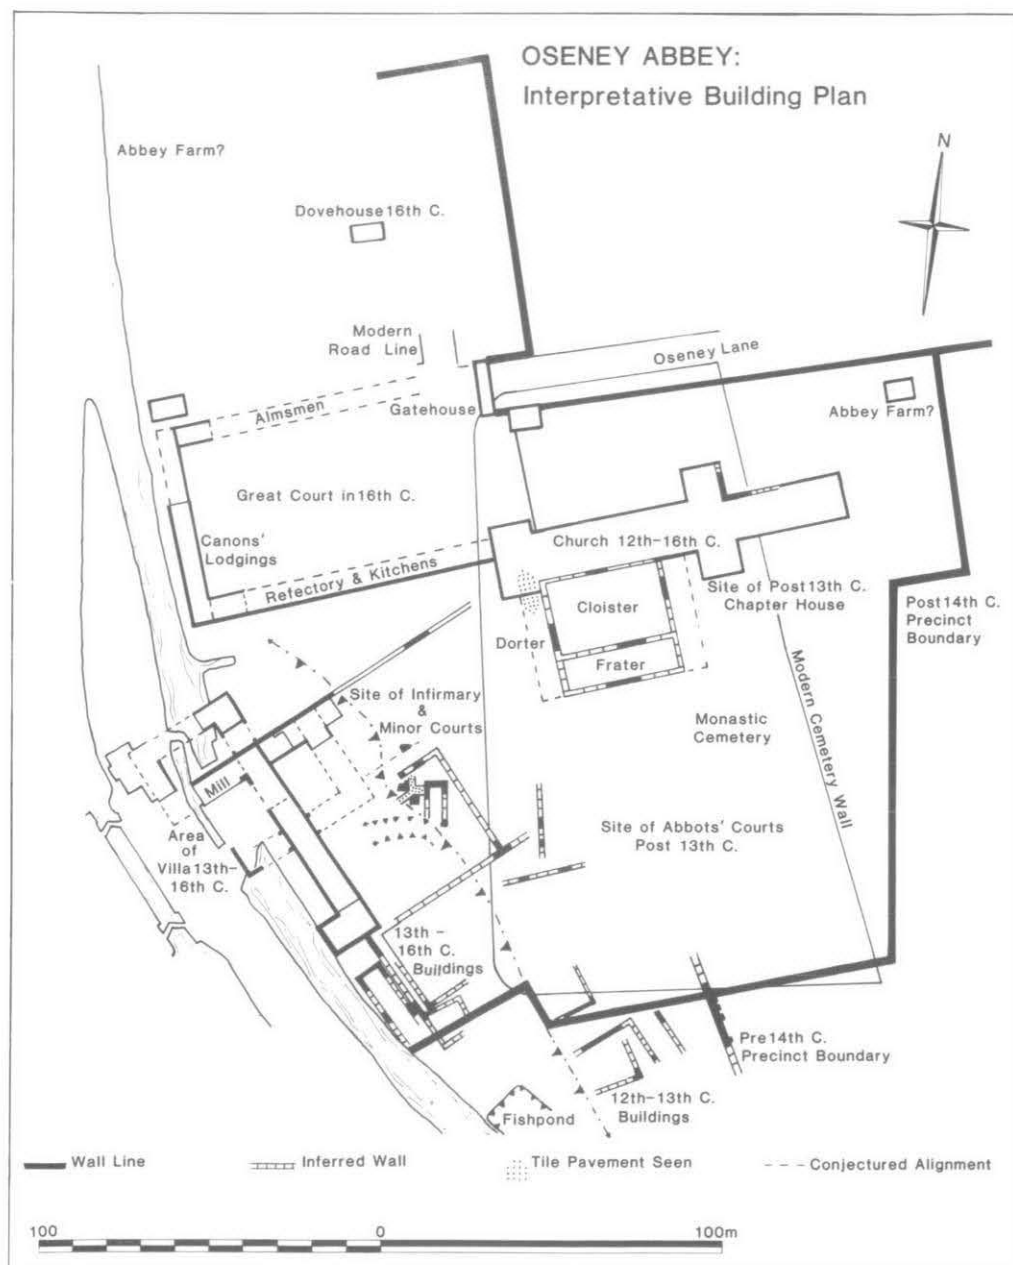 OSENEY ABBEY:
Interpretative Building Plan
N
Abbey Farm?
Dovehouse 16th C.
Modern
Road Line
Oseney Lane
Almsmen
Gatehouse
Abbey Farm?
Great Court in 16th C.
Canons'
Lodgings
Church 12th-16th C.
Refectory & Kitchens
Site of Post 13th C.
Chapter House
Cloister
Post 14th C.
Precinct
Boundary
Dorter
Frater
Modern Cemetery Wall
Site of Infirmary
&
Minor Courts
Monastic
Cemetery
Mill
Area
of
Villa 13th-
16th C.
Site of Abbots' Courts
Post 13th C.
13th -
16th C.
Buildings
Pre 14th C.
Precinct Boundary
12th-13th C.
Buildings
Fishpond
Wall Line
Inferred Wall
Tile Pavement Seen
Conjectured Alignment
100 0 100m